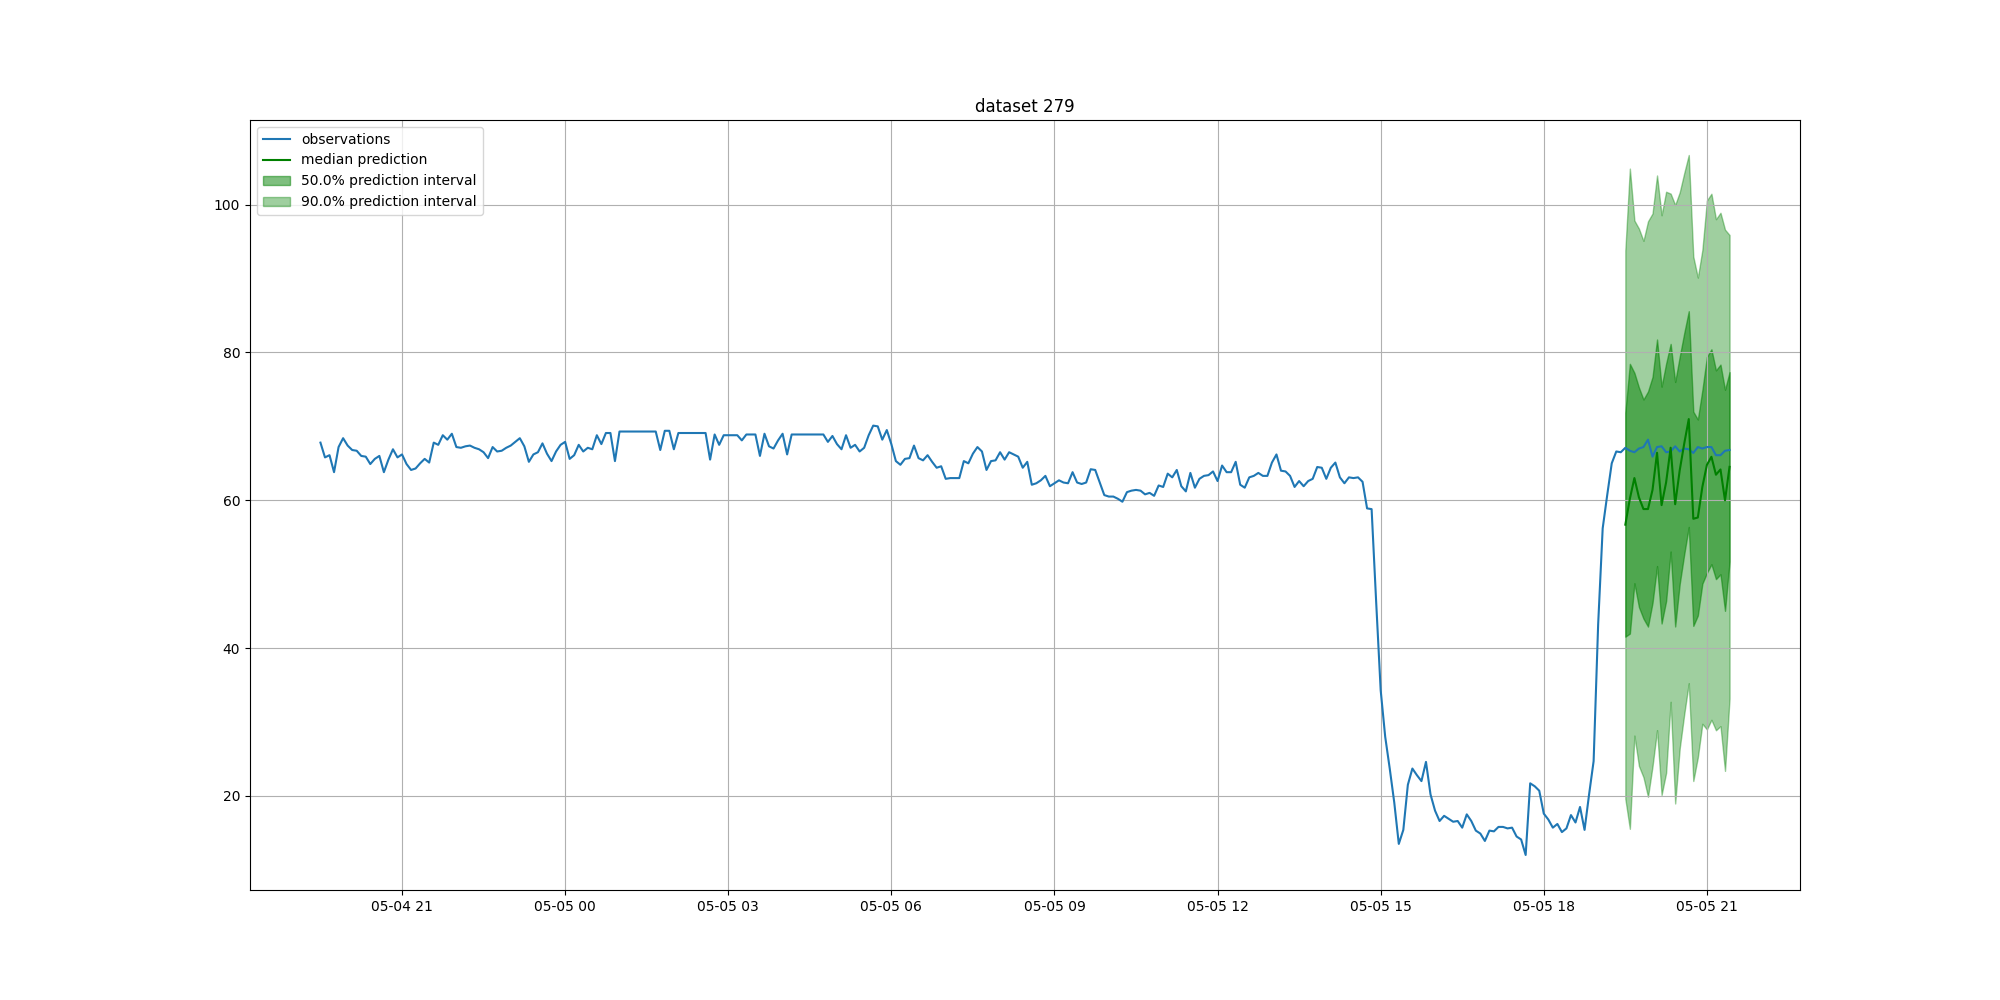 dataset 279
observations
median prediction
50.0% prediction interval
90.0% prediction interval
100
80
60
40
20
05-04 21
05-05 00
05-05 03
05-05 06
05-05 09
05-05 12
05-05 15
05-05 18
05-05 21